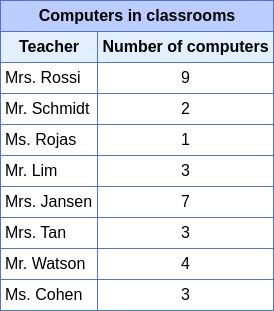 Computers in classrooms
Teacher Number of computers
Mrs. Rossi 9
Mr. Schmidt 2
Ms. Rojas 1
Mr. Lim 3
Mrs. Jansen 7
Mrs. Tan 3
Mr. Watson 4
Ms. Cohen 3